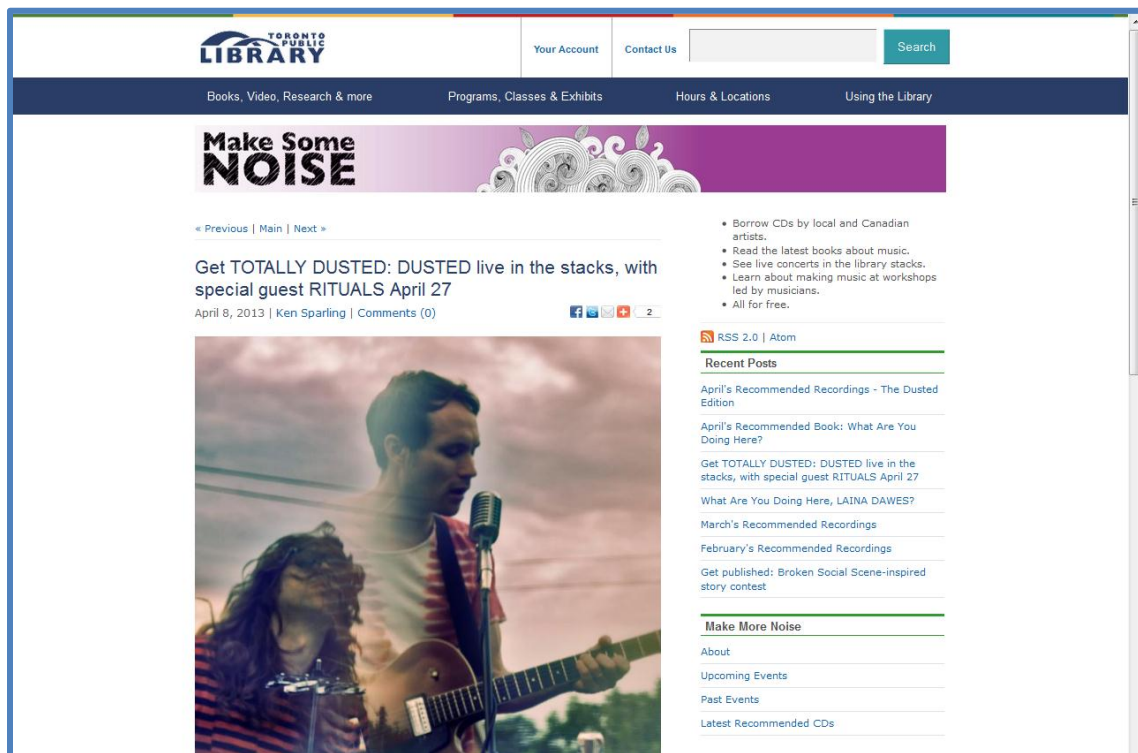 TORONTO
PUBLIC
LIBRARY
Your Account
Contact Us
Search
Books, Video, Research & more
Programs, Classes & Exhibits
Hours & Locations
Using the Library
Make Some
NOISE
« Previous | Main | Next »
Get TOTALLY DUSTED: DUSTED live in the stacks, with
special guest RITUALS April 27
April 8, 2013 | Ken Sparling | Comments (0)
2
• Borrow CDs by local and Canadian
artists.
• Read the latest books about music.
• See live concerts in the library stacks.
• Learn about making music at workshops
led by musicians.
• All for free.
RSS 2.0 | Atom
Recent Posts
April's Recommended Recordings - The Dusted
Edition
April's Recommended Book: What Are You
Doing Here?
Get TOTALLY DUSTED: DUSTED live in the
stacks, with special guest RITUALS April 27
What Are You Doing Here, LAINA DAWES?
March's Recommended Recordings
February's Recommended Recordings
Get published: Broken Social Scene-inspired
story contest
Make More Noise
About
Upcoming Events
Past Events
Latest Recommended CDs